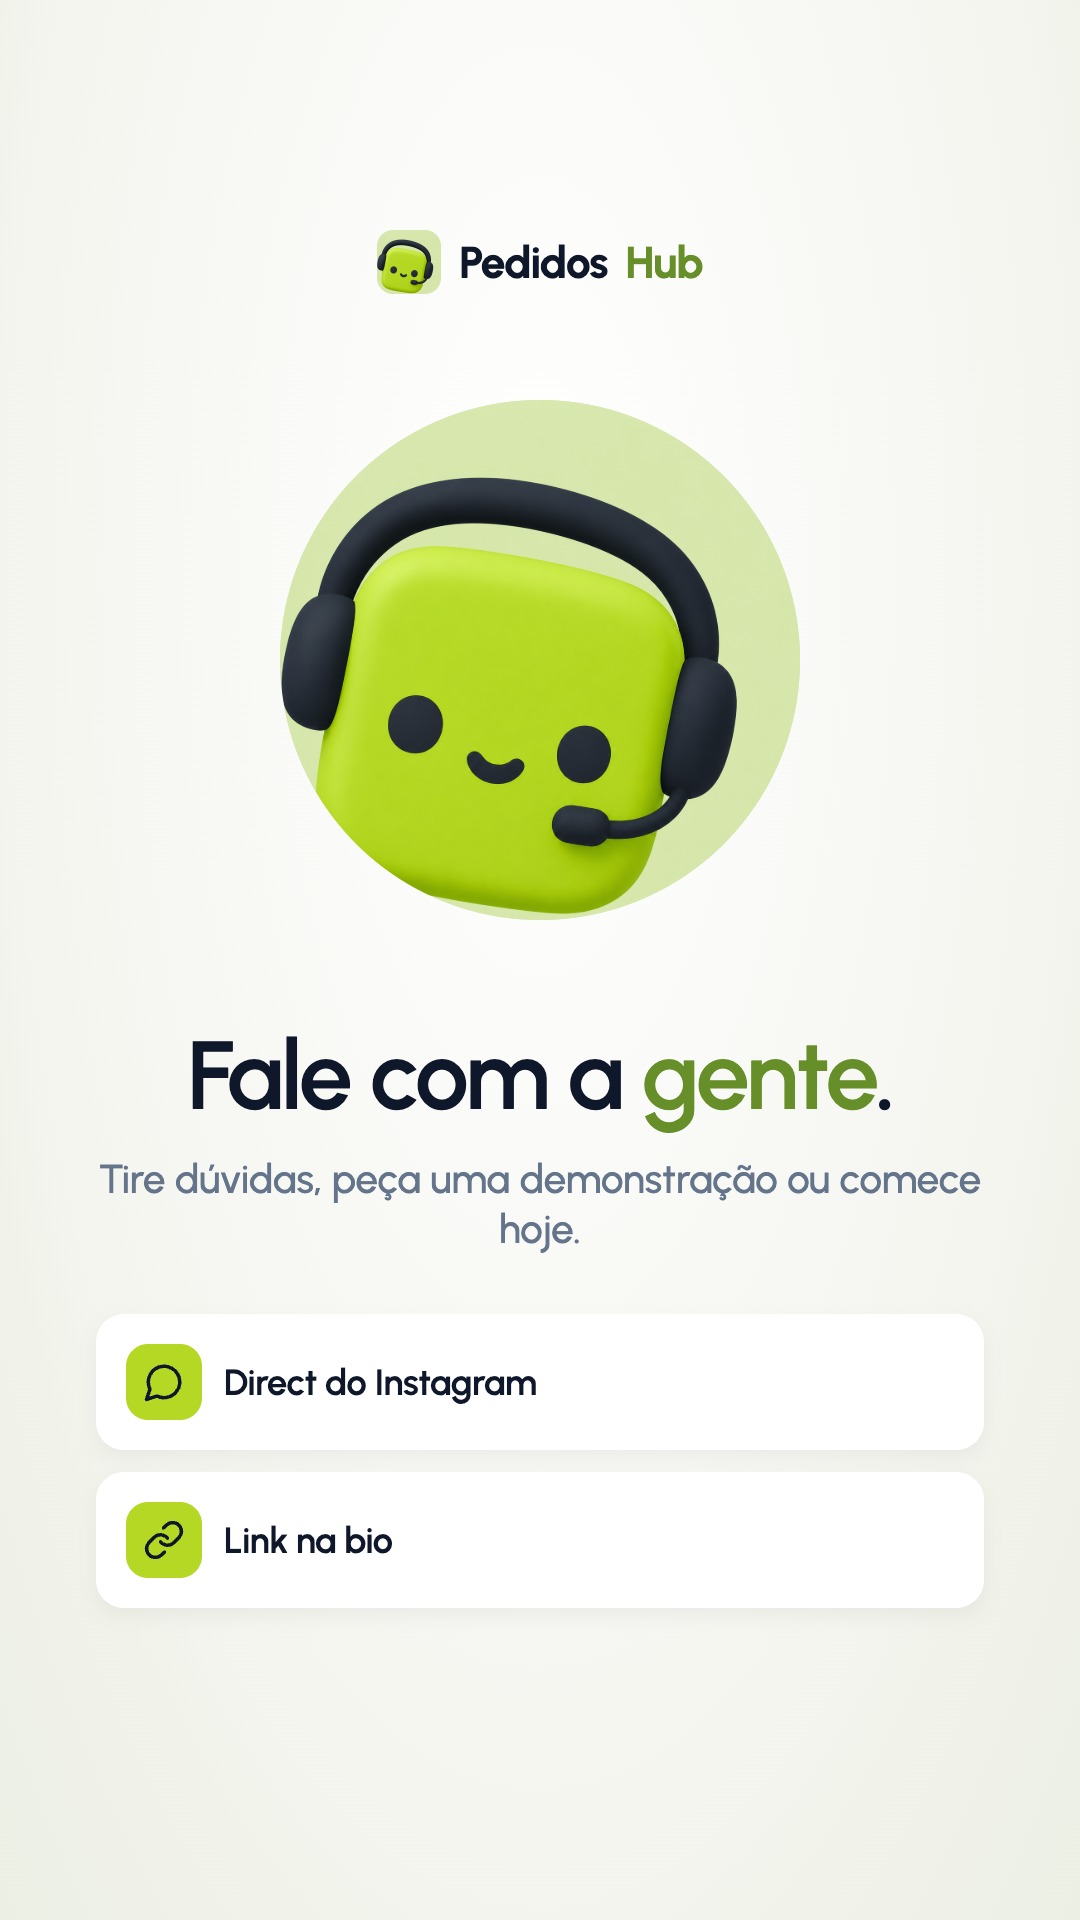 Pedidos Hub
Fale com a gente.
Tire dúvidas, peça uma demonstração ou comece
hoje.
Direct do Instagram
Link na bio